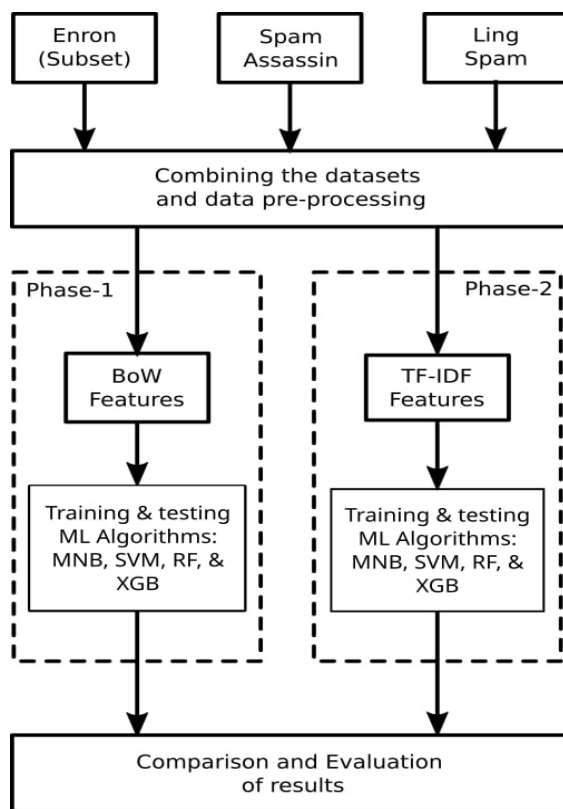 Enron
(Subset)
Spam
Assassin
Ling
Spam
Combining the datasets
and data pre-processing
Phase-1
BoW
Features
Training & testing
ML Algorithms:
MNB, SVM, RF, &
XGB
Phase-2
TF-IDF
Features
Training & testing
ML Algorithms:
MNB, SVM, RF, &
XGB
Comparison and Evaluation
of results